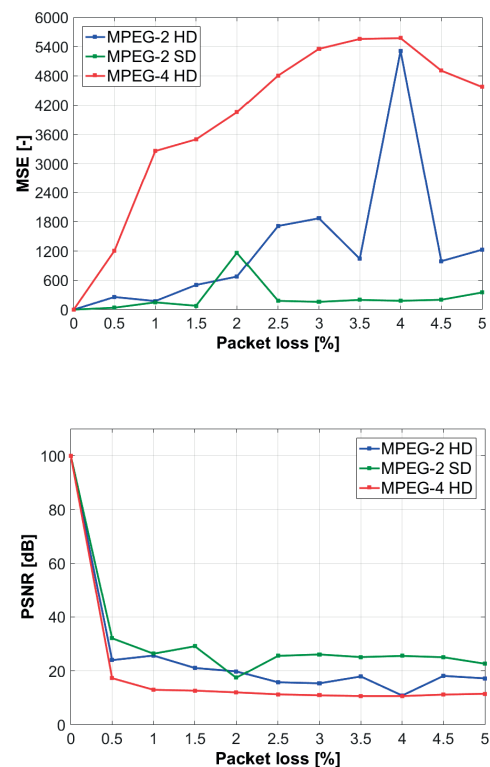 6000
5400
4800
4200
3600
3000
2400
1800
1200
600
0
MSE [-]
MPEG-2 HD
MPEG-2 SD
MPEG-4 HD
0 0.5 1 1.5 2 2.5 3 3.5 4 4.5 5
Packet loss [%]
100
80
60
40
20
0
PSNR [dB]
MPEG-2 HD
MPEG-2 SD
MPEG-4 HD
0 0.5 1 1.5 2 2.5 3 3.5 4 4.5 5
Packet loss [%]